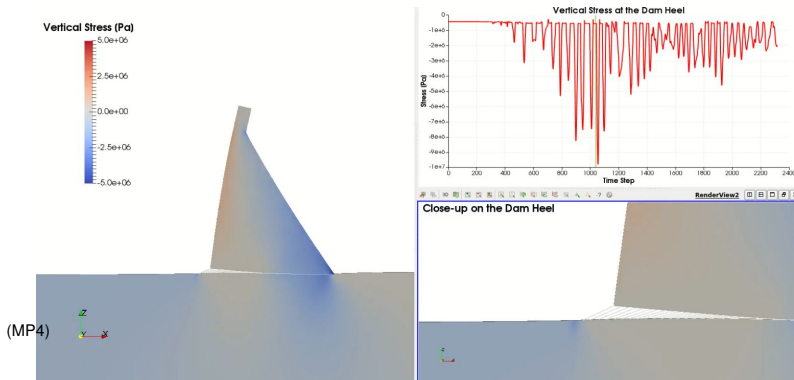 Vertical Stress (Pa)
5.0e+06
2.5e+06
0.0e+00
-2.5e+06
-5.0e+06
Z
Y
X
(MP4)
Vertical Stress at the Dam Heel
Stress (Pa)
0
-1e+6
-2e+6
-3e+6
-4e+6
-5e+6
-6e+6
-7e+6
-8e+6
-9e+6
-1e+7
0 200 400 600 800 1000 1200 1400 1600 1800 2000 2200 2400
Time Step
3D
RenderView2
Close-up on the Dam Heel